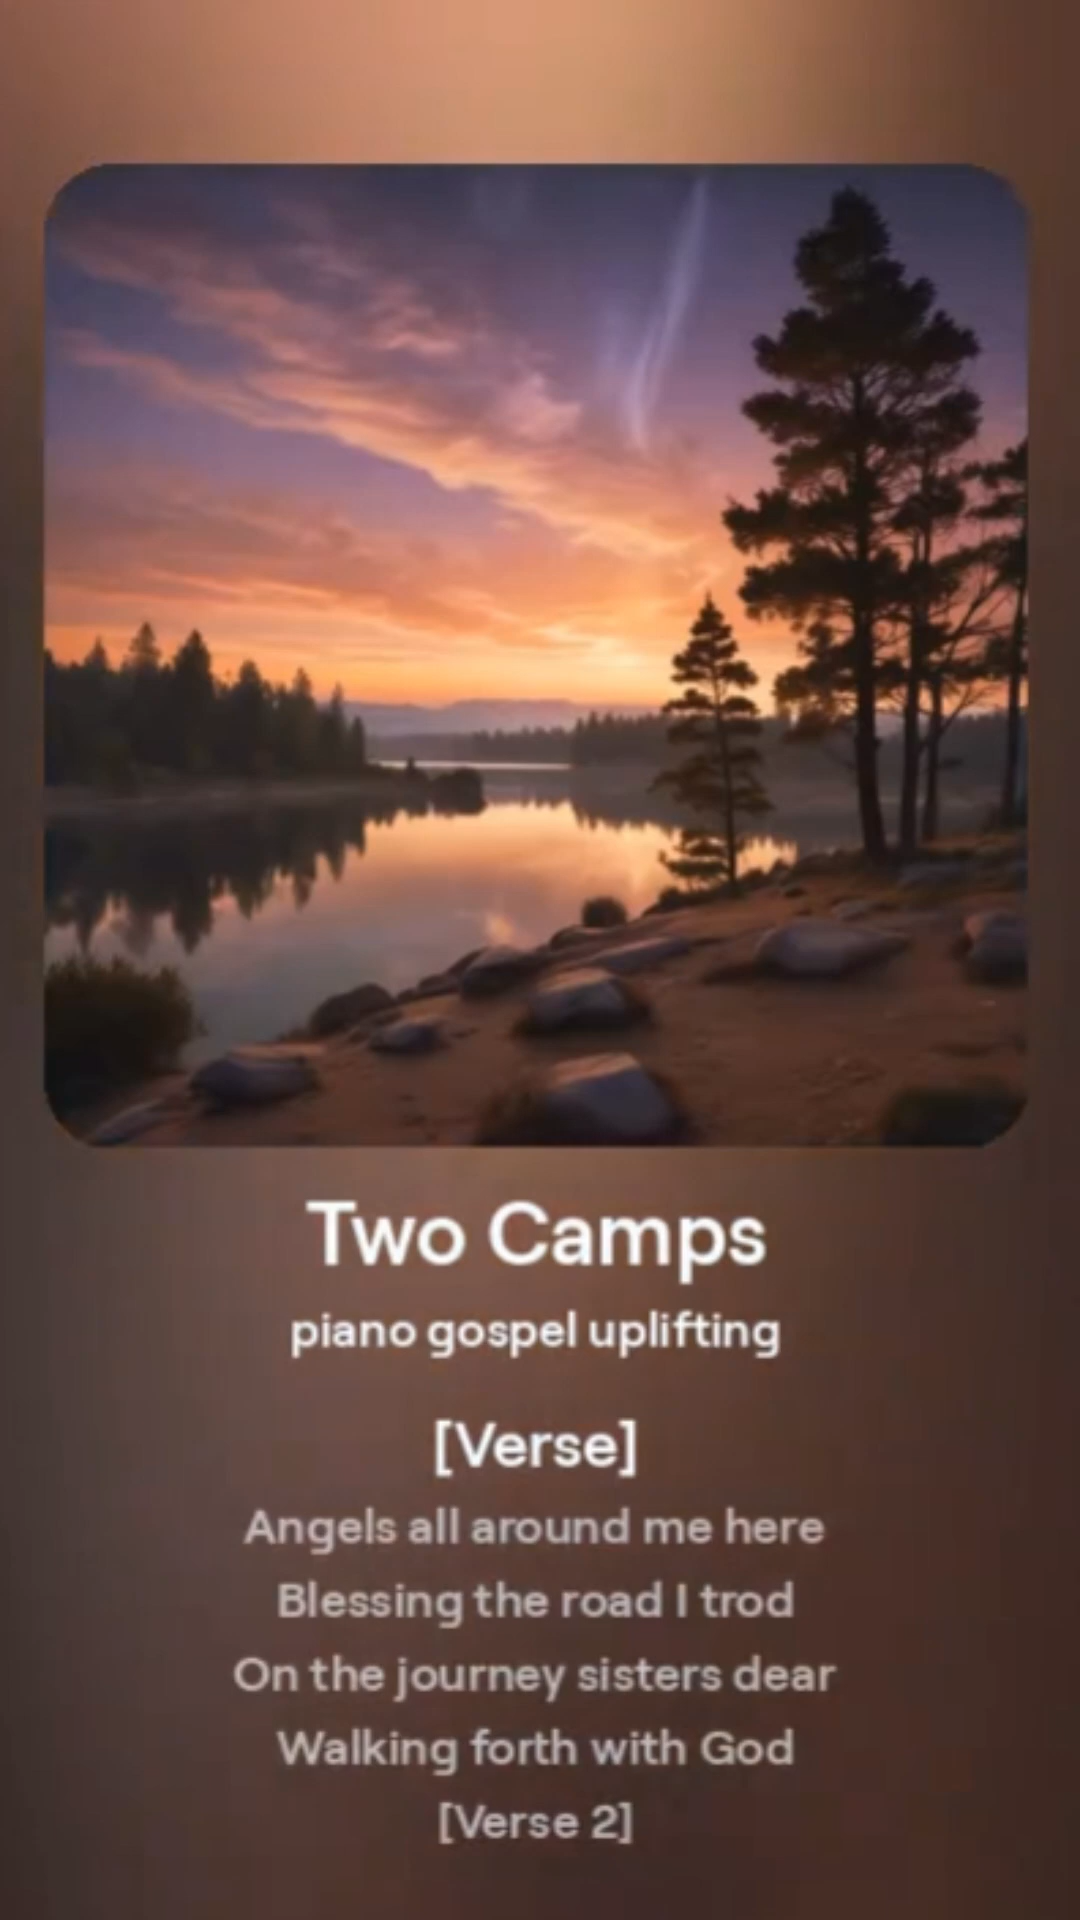 Two Camps
piano gospel uplifting
[Verse]
Angels all around me here
Blessing the road I trod
On the journey sisters dear
Walking forth with God
[Verse 2]